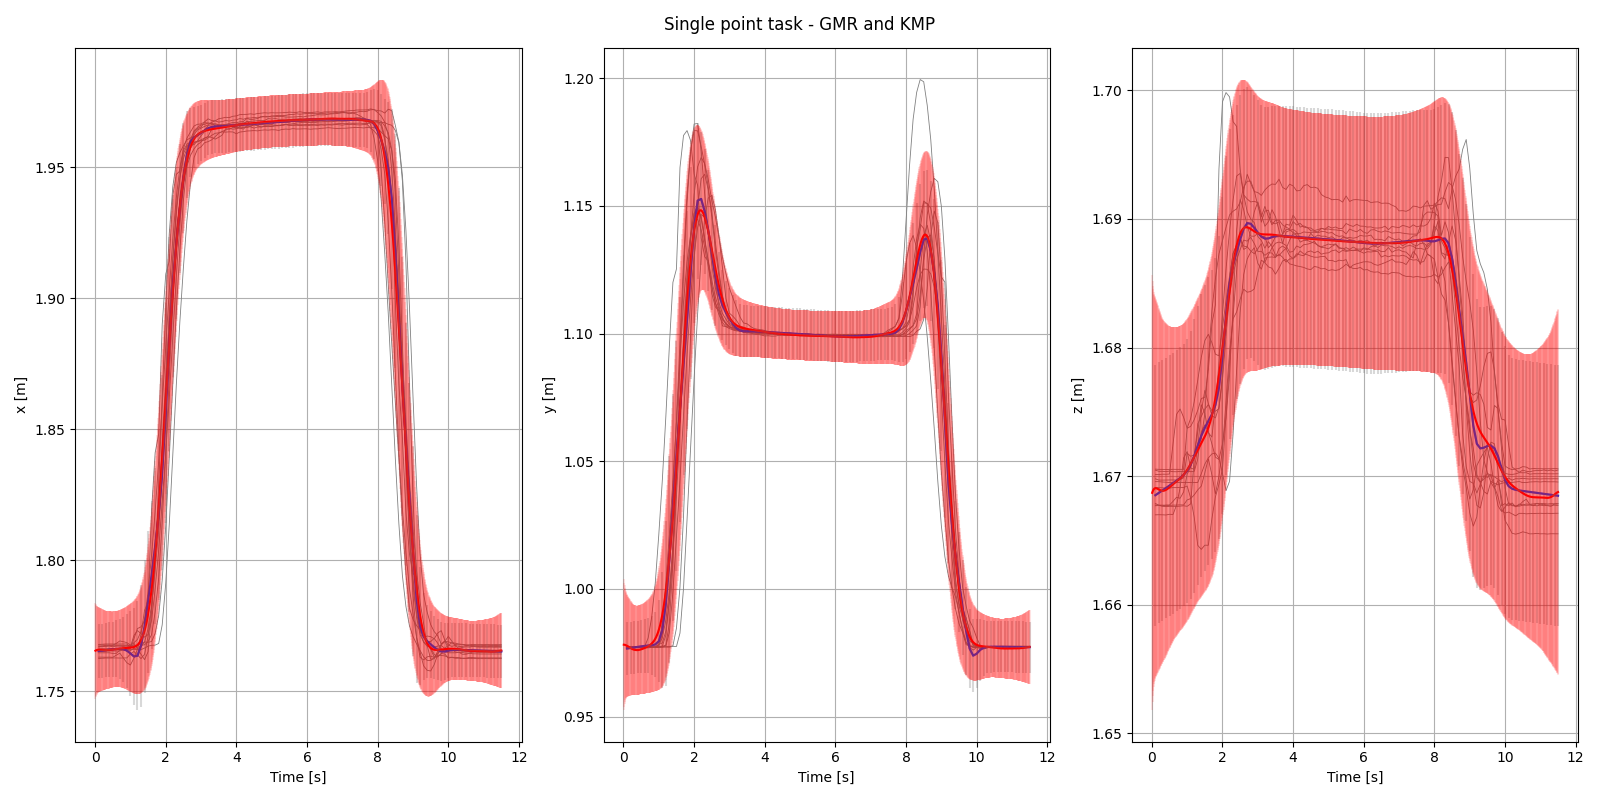 Single point task - GMR and KMP
x [m]
1.95
1.90
1.85
1.80
1.75
0 2 4 6 8 10 12
Time [s]
y [m]
1.20
1.15
1.10
1.05
1.00
0.95
0 2 4 6 8 10 12
Time [s]
z [m]
1.70
1.69
1.68
1.67
1.66
1.65
0 2 4 6 8 10 12
Time [s]